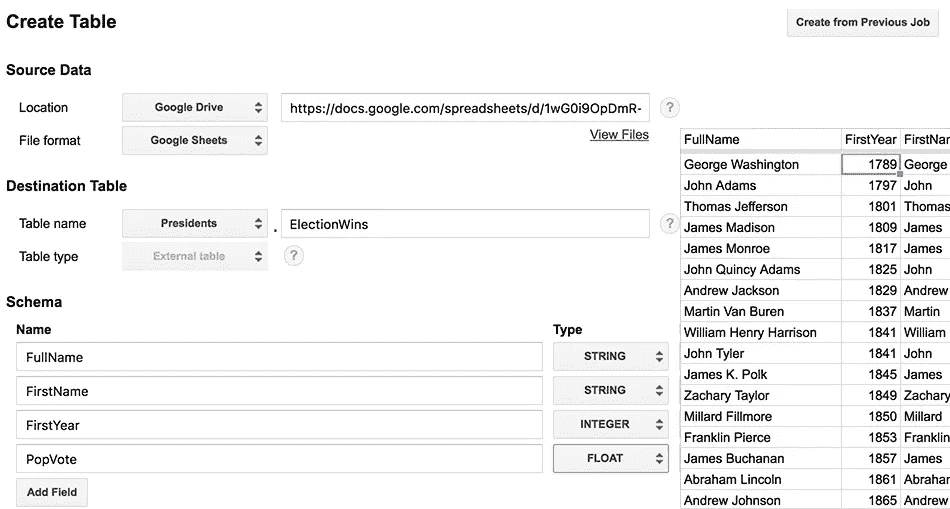 Create Table
Create from Previous Job
Source Data
Location Google Drive https://docs.google.com/spreadsheets/d/1wG0i9OpDmR- ?
File format Google Sheets View Files
Destination Table
Table name Presidents . ElectionWins ?
Table type External table ?
Schema
Name Type
FullName STRING
FirstName STRING
FirstYear INTEGER
PopVote FLOAT
Add Field
FullName FirstYear FirstNar
George Washington 1789 George
John Adams 1797 John
Thomas Jefferson 1801 Thomas
James Madison 1809 James
James Monroe 1817 James
John Quincy Adams 1825 John
Andrew Jackson 1829 Andrew
Martin Van Buren 1837 Martin
William Henry Harrison 1841 William
John Tyler 1841 John
James K. Polk 1845 James
Zachary Taylor 1849 Zachary
Millard Fillmore 1850 Millard
Franklin Pierce 1853 Franklin
James Buchanan 1857 James
Abraham Lincoln 1861 Abrahar
Andrew Johnson 1865 Andrew